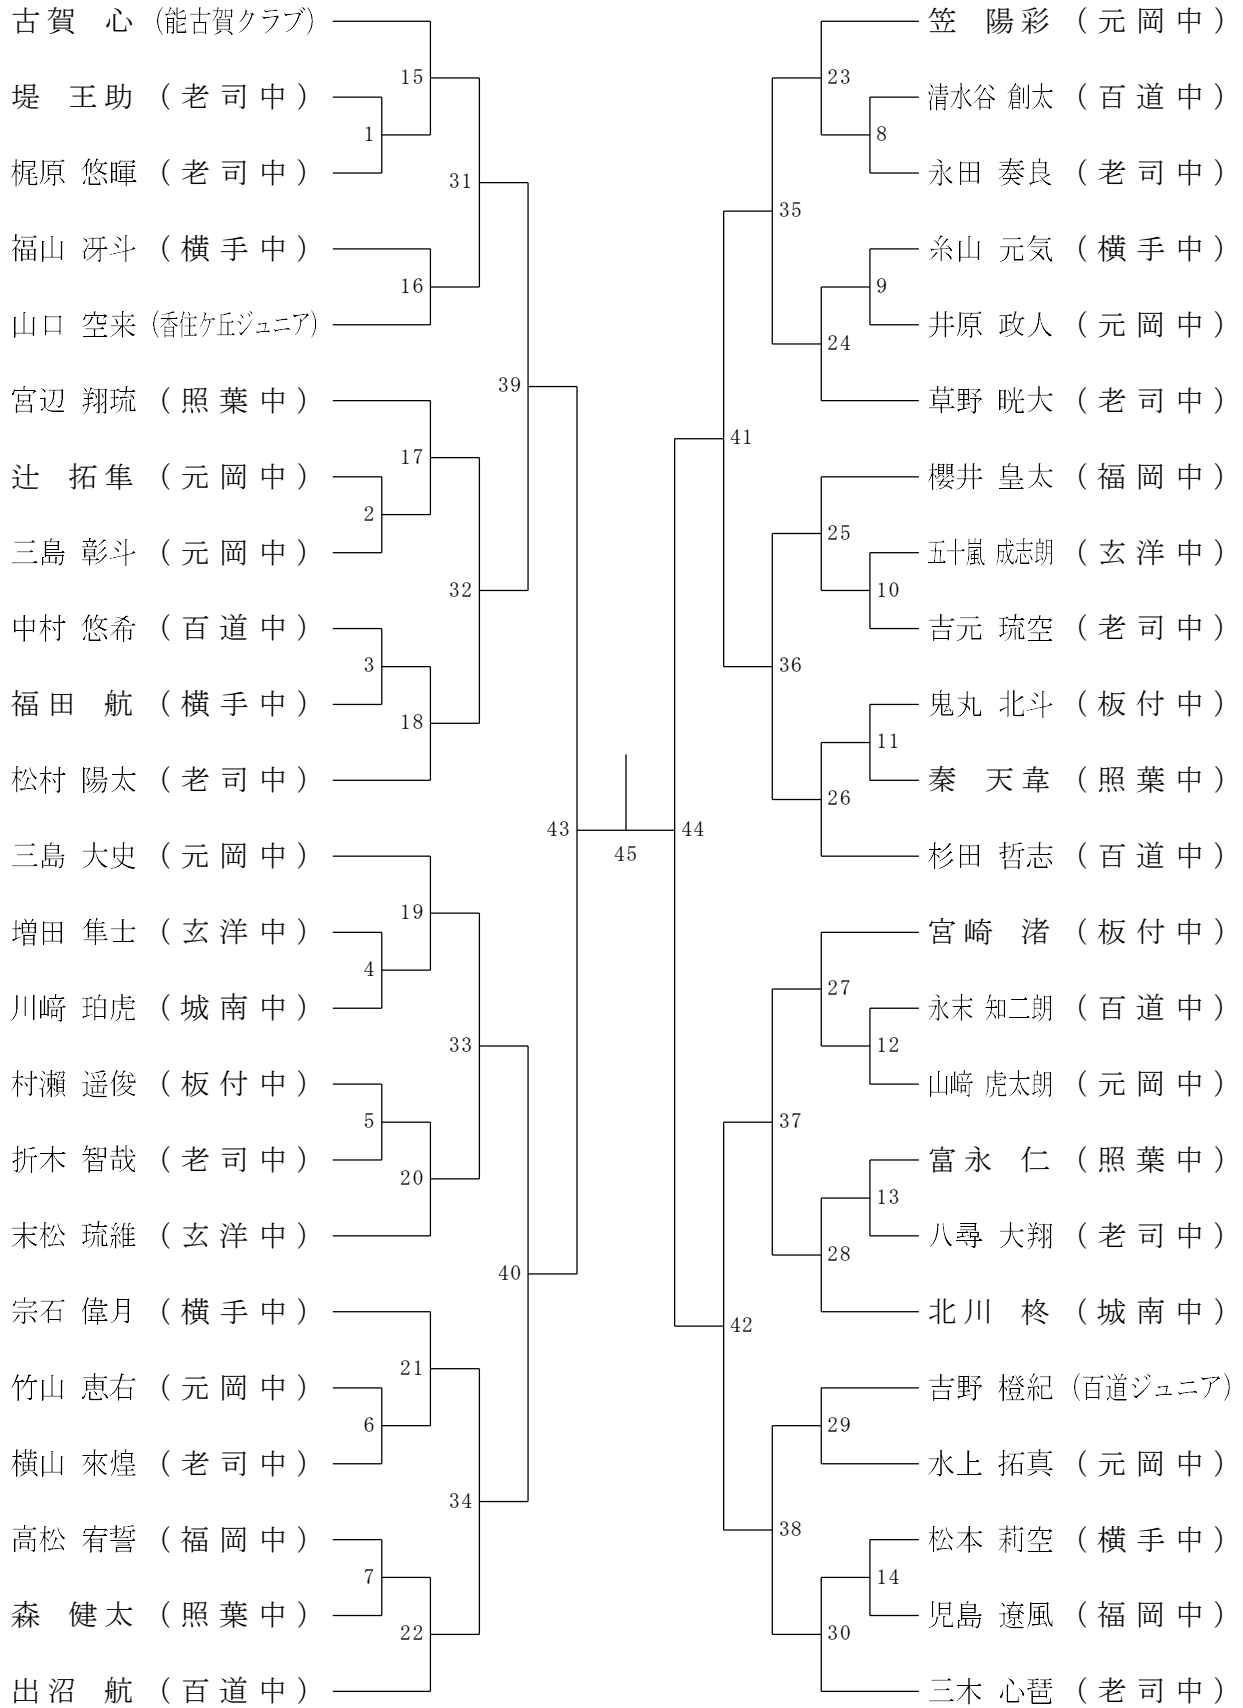 古賀 心 (能古賀クラブ)
堤 王助 (老司中)
梶原 悠暉 (老司中)
福山 冴斗 (横手中)
山口 空来 (香住ケ丘ジュニア)
宮辺 翔琉 (照葉中)
辻 拓隼 (元岡中)
三島 彰斗 (元岡中)
中村 悠希 (百道中)
福田 航 (横手中)
松村 陽太 (老司中)
三島 大史 (元岡中)
増田 隼士 (玄洋中)
川﨑 珀虎 (城南中)
村瀬 遥俊 (板付中)
折木 智哉 (老司中)
末松 琉維 (玄洋中)
宗石 偉月 (横手中)
竹山 恵右 (元岡中)
横山 來煌 (老司中)
高松 宥誓 (福岡中)
森 健太 (照葉中)
出沼 航 (百道中)
1
2
3
4
5
6
7
15
16
17
18
19
20
21
22
31
32
33
34
39
40
43
45
44
41
42
35
36
37
38
23
24
25
26
27
28
29
30
8
9
10
11
12
13
14
笠 陽彩 (元岡中)
清水谷 創太 (百道中)
永田 奏良 (老司中)
糸山 元気 (横手中)
井原 政人 (元岡中)
草野 晄大 (老司中)
櫻井 皇太 (福岡中)
五十嵐 成志朗 (玄洋中)
吉元 琉空 (老司中)
鬼丸 北斗 (板付中)
秦 天韋 (照葉中)
杉田 哲志 (百道中)
宮崎 渚 (板付中)
永末 知二朗 (百道中)
山﨑 虎太朗 (元岡中)
富永 仁 (照葉中)
八尋 大翔 (老司中)
北川 柊 (城南中)
吉野 橙紀 (百道ジュニア)
水上 拓真 (元岡中)
松本 莉空 (横手中)
児島 遼風 (福岡中)
三木 心琶 (老司中)